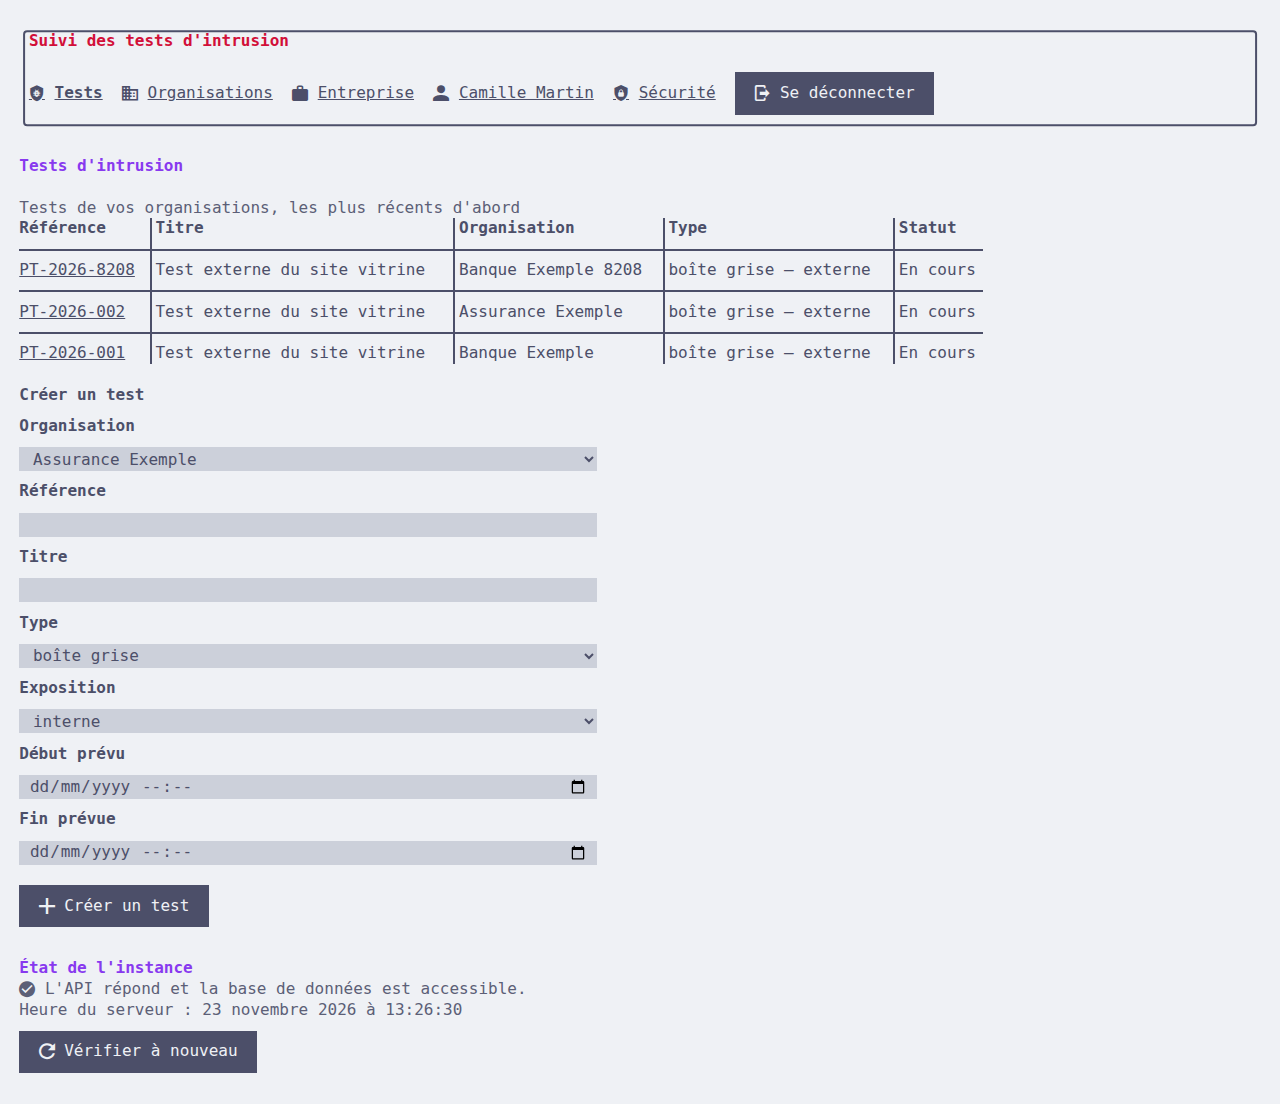 Suivi des tests d'intrusion
Tests Organisations Entreprise Camille Martin Sécurité Se déconnecter
Tests d'intrusion
Tests de vos organisations, les plus récents d'abord
Référence Titre Organisation Type Statut
PT-2026-8208 Test externe du site vitrine Banque Exemple 8208 boîte grise — externe En cours
PT-2026-002 Test externe du site vitrine Assurance Exemple boîte grise — externe En cours
PT-2026-001 Test externe du site vitrine Banque Exemple boîte grise — externe En cours
Créer un test
Organisation
Assurance Exemple
Référence
Titre
Type
boîte grise
Exposition
interne
Début prévu
dd/mm/yyyy --:--
Fin prévue
dd/mm/yyyy --:--
Créer un test
État de l'instance
L'API répond et la base de données est accessible.
Heure du serveur : 23 novembre 2026 à 13:26:30
Vérifier à nouveau